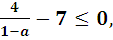 4/(1−a) − 7 ≤ 0,